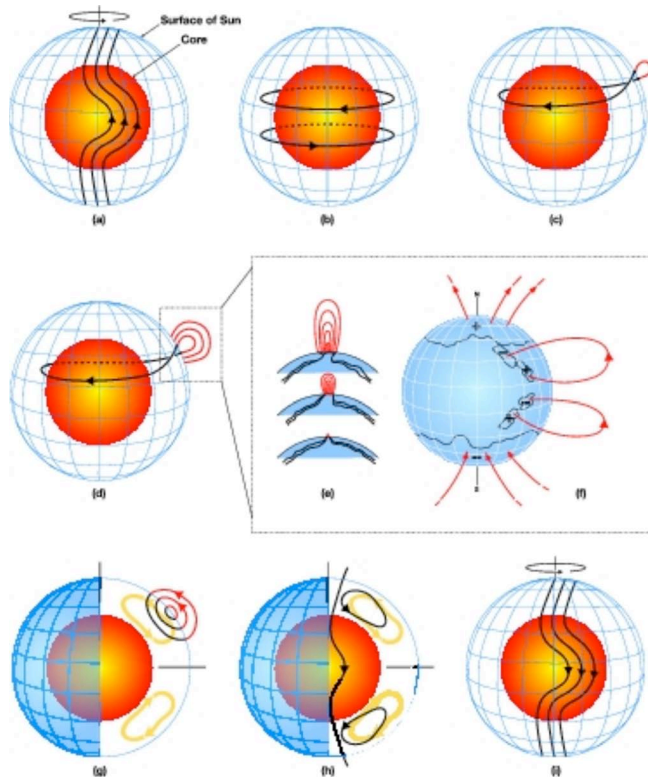 Surface of Sun
Core
(a)
(b)
(c)
(d)
(e)
N
+
S
(f)
(g)
(h)
(i)